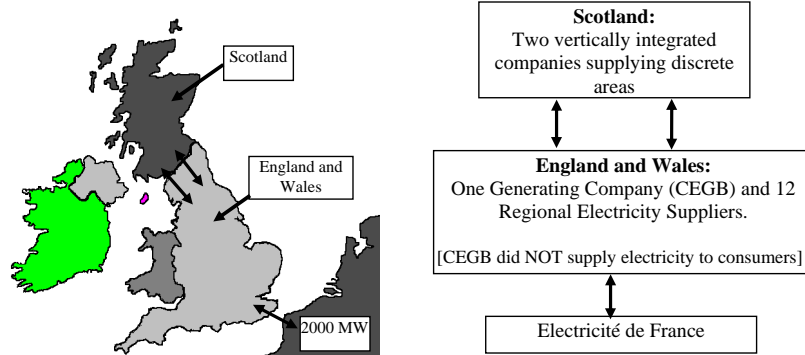 Scotland
England and
Wales
2000 MW
Scotland:
Two vertically integrated
companies supplying discrete
areas
England and Wales:
One Generating Company (CEGB) and 12
Regional Electricity Suppliers.
[CEGB did NOT supply electricity to consumers]
Electricité de France